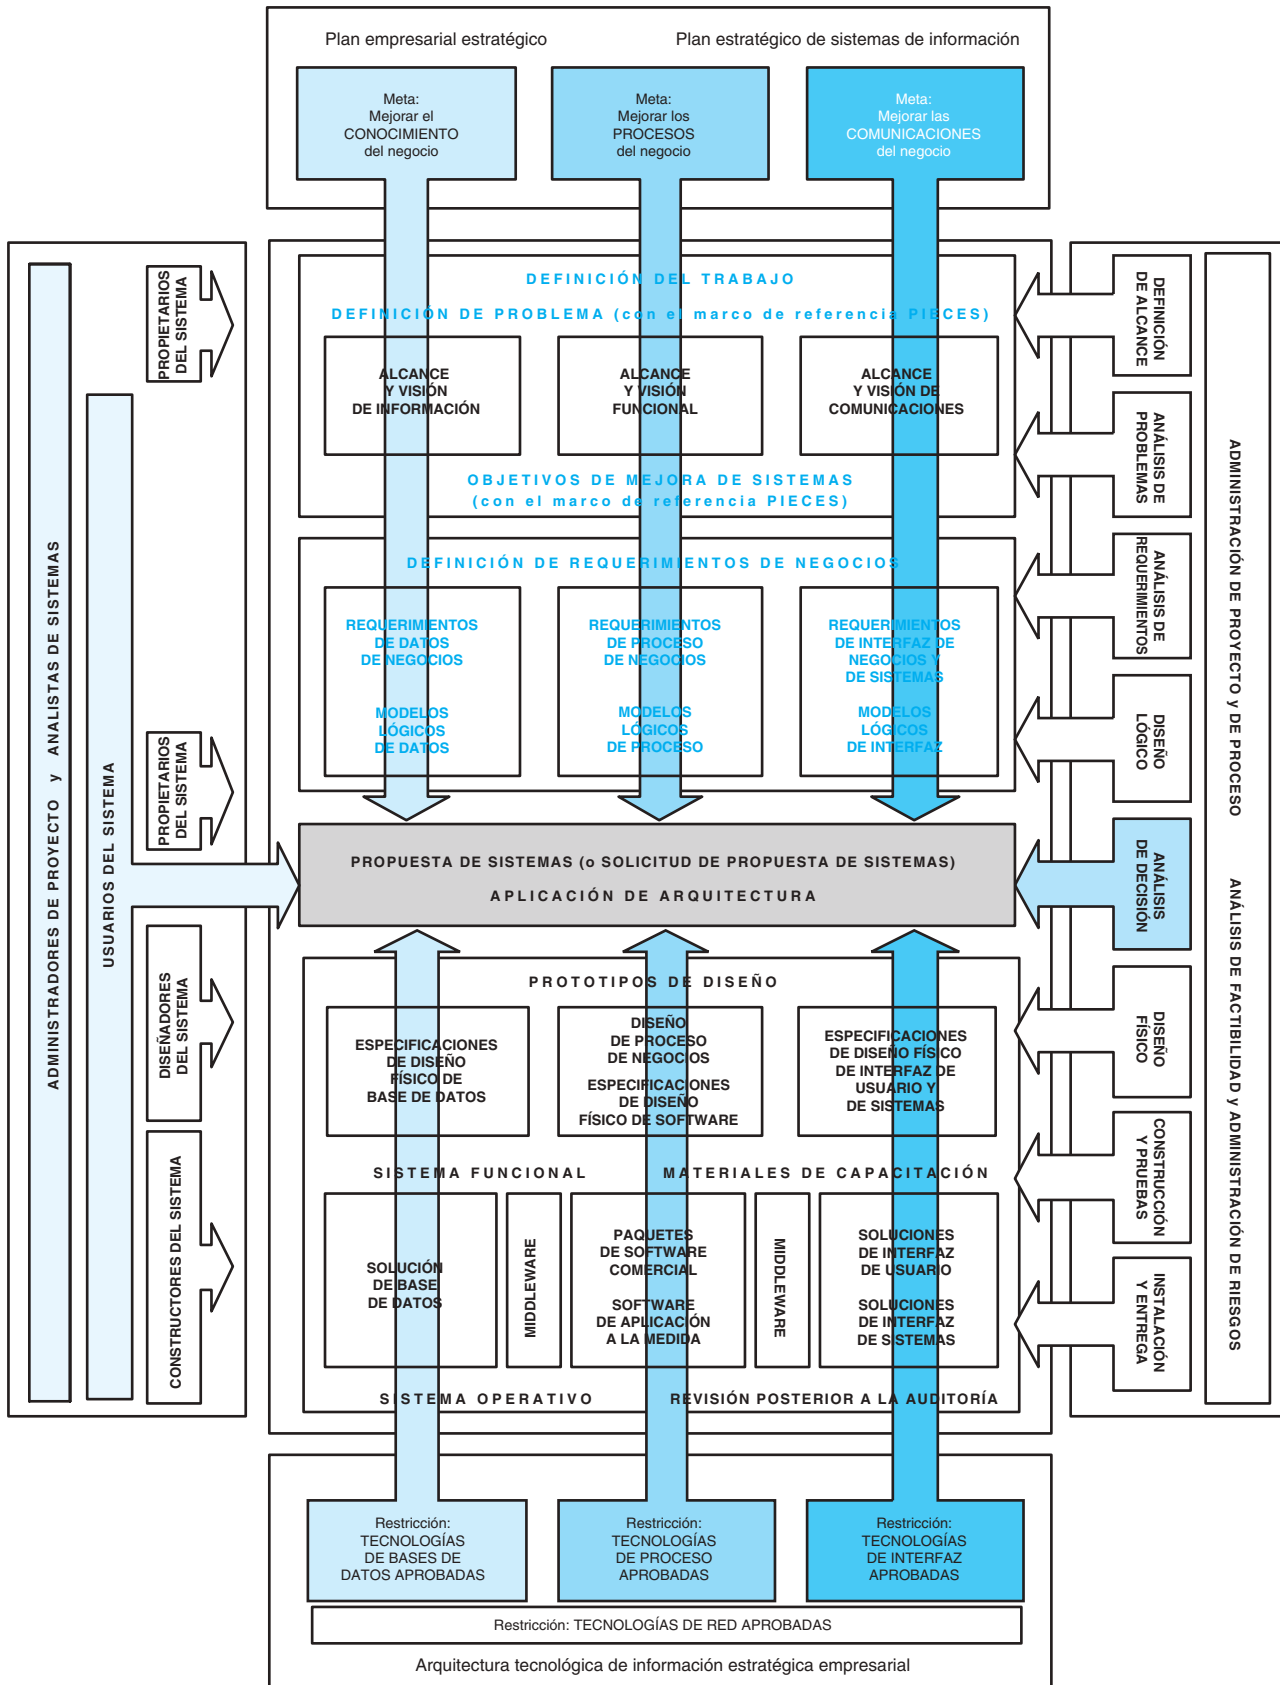 Plan empresarial estratégico
Plan estratégico de sistemas de información
Meta:
Mejorar el
CONOCIMIENTO
del negocio
Meta:
Mejorar los
PROCESOS
del negocio
Meta:
Mejorar las
COMUNICACIONES
del negocio
ADMINISTRADORES DE PROYECTO y ANALISTAS DE SISTEMAS
USUARIOS DEL SISTEMA
PROPIETARIOS
DEL SISTEMA
PROPIETARIOS
DEL SISTEMA
DISEÑADORES
DEL SISTEMA
CONSTRUCTORES DEL SISTEMA
DEFINICIÓN DEL TRABAJO
DEFINICIÓN DE PROBLEMA (con el marco de referencia PIECES)
ALCANCE
Y VISIÓN
DE INFORMACIÓN
ALCANCE
Y VISIÓN
FUNCIONAL
ALCANCE
Y VISIÓN DE
COMUNICACIONES
OBJETIVOS DE MEJORA DE SISTEMAS
(con el marco de referencia PIECES)
DEFINICIÓN DE REQUERIMIENTOS DE NEGOCIOS
REQUERIMIENTOS
DE DATOS
DE NEGOCIOS
MODELOS
LÓGICOS
DE DATOS
REQUERIMIENTOS
DE PROCESO
DE NEGOCIOS
MODELOS
LÓGICOS
DE PROCESO
REQUERIMIENTOS
DE INTERFAZ DE
NEGOCIOS Y
DE SISTEMAS
MODELOS
LÓGICOS
DE INTERFAZ
PROPUESTA DE SISTEMAS (o SOLICITUD DE PROPUESTA DE SISTEMAS)
APLICACIÓN DE ARQUITECTURA
PROTOTIPOS DE DISEÑO
ESPECIFICACIONES
DE DISEÑO
FÍSICO DE
BASE DE DATOS
DISEÑO
DE PROCESO
DE NEGOCIOS
ESPECIFICACIONES
DE DISEÑO
FÍSICO DE SOFTWARE
ESPECIFICACIONES
DE DISEÑO FÍSICO
DE INTERFAZ DE
USUARIO Y
DE SISTEMAS
SISTEMA FUNCIONAL
MATERIALES DE CAPACITACIÓN
SOLUCIÓN
DE BASE
DE DATOS
MIDDLEWARE
PAQUETES
DE SOFTWARE
COMERCIAL
SOFTWARE
DE APLICACIÓN
A LA MEDIDA
MIDDLEWARE
SOLUCIONES
DE INTERFAZ
DE USUARIO
SOLUCIONES
DE INTERFAZ
DE SISTEMAS
SISTEMA OPERATIVO
REVISIÓN POSTERIOR A LA AUDITORÍA
DEFINICIÓN
DE ALCANCE
ANÁLISIS DE
PROBLEMAS
ANÁLISIS DE
REQUERIMIENTOS
DISEÑO
LÓGICO
ANÁLISIS
DE DECISIÓN
DISEÑO
FÍSICO
CONSTRUCCIÓN
Y PRUEBAS
INSTALACIÓN
Y ENTREGA
ADMINISTRACIÓN DE PROYECTO y DE PROCESO
ANÁLISIS DE FACTIBILIDAD y ADMINISTRACIÓN DE RIESGOS
Restricción:
TECNOLOGÍAS
DE BASES DE
DATOS APROBADAS
Restricción:
TECNOLOGÍAS
DE PROCESO
APROBADAS
Restricción:
TECNOLOGÍAS
DE INTERFAZ
APROBADAS
Restricción: TECNOLOGÍAS DE RED APROBADAS
Arquitectura tecnológica de información estratégica empresarial